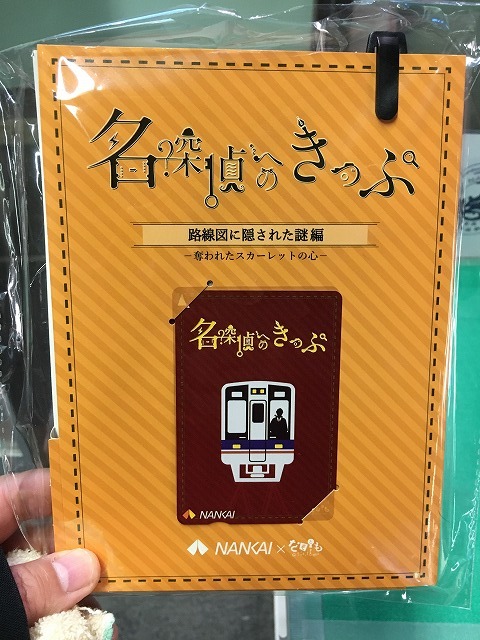 名探偵へのきっぷ
路線図に隠された謎編
－奪われたスカーレットの心－
名探偵へのきっぷ
NANKAI
NANKAI×